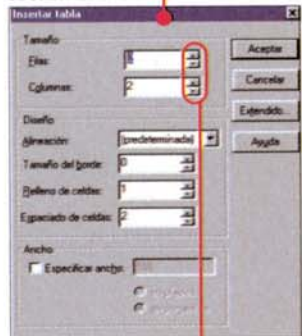 Insertar tabla
Tamaño
Filas:
Columnas: 2
Aceptar
Cancelar
Extendido...
Ayuda
Diseño
Alineación: (predeterminada)
Tamaño del borde: 0
Relleno de celdas: 1
Espaciado de celdas: 2
Ancho
Especificar ancho: